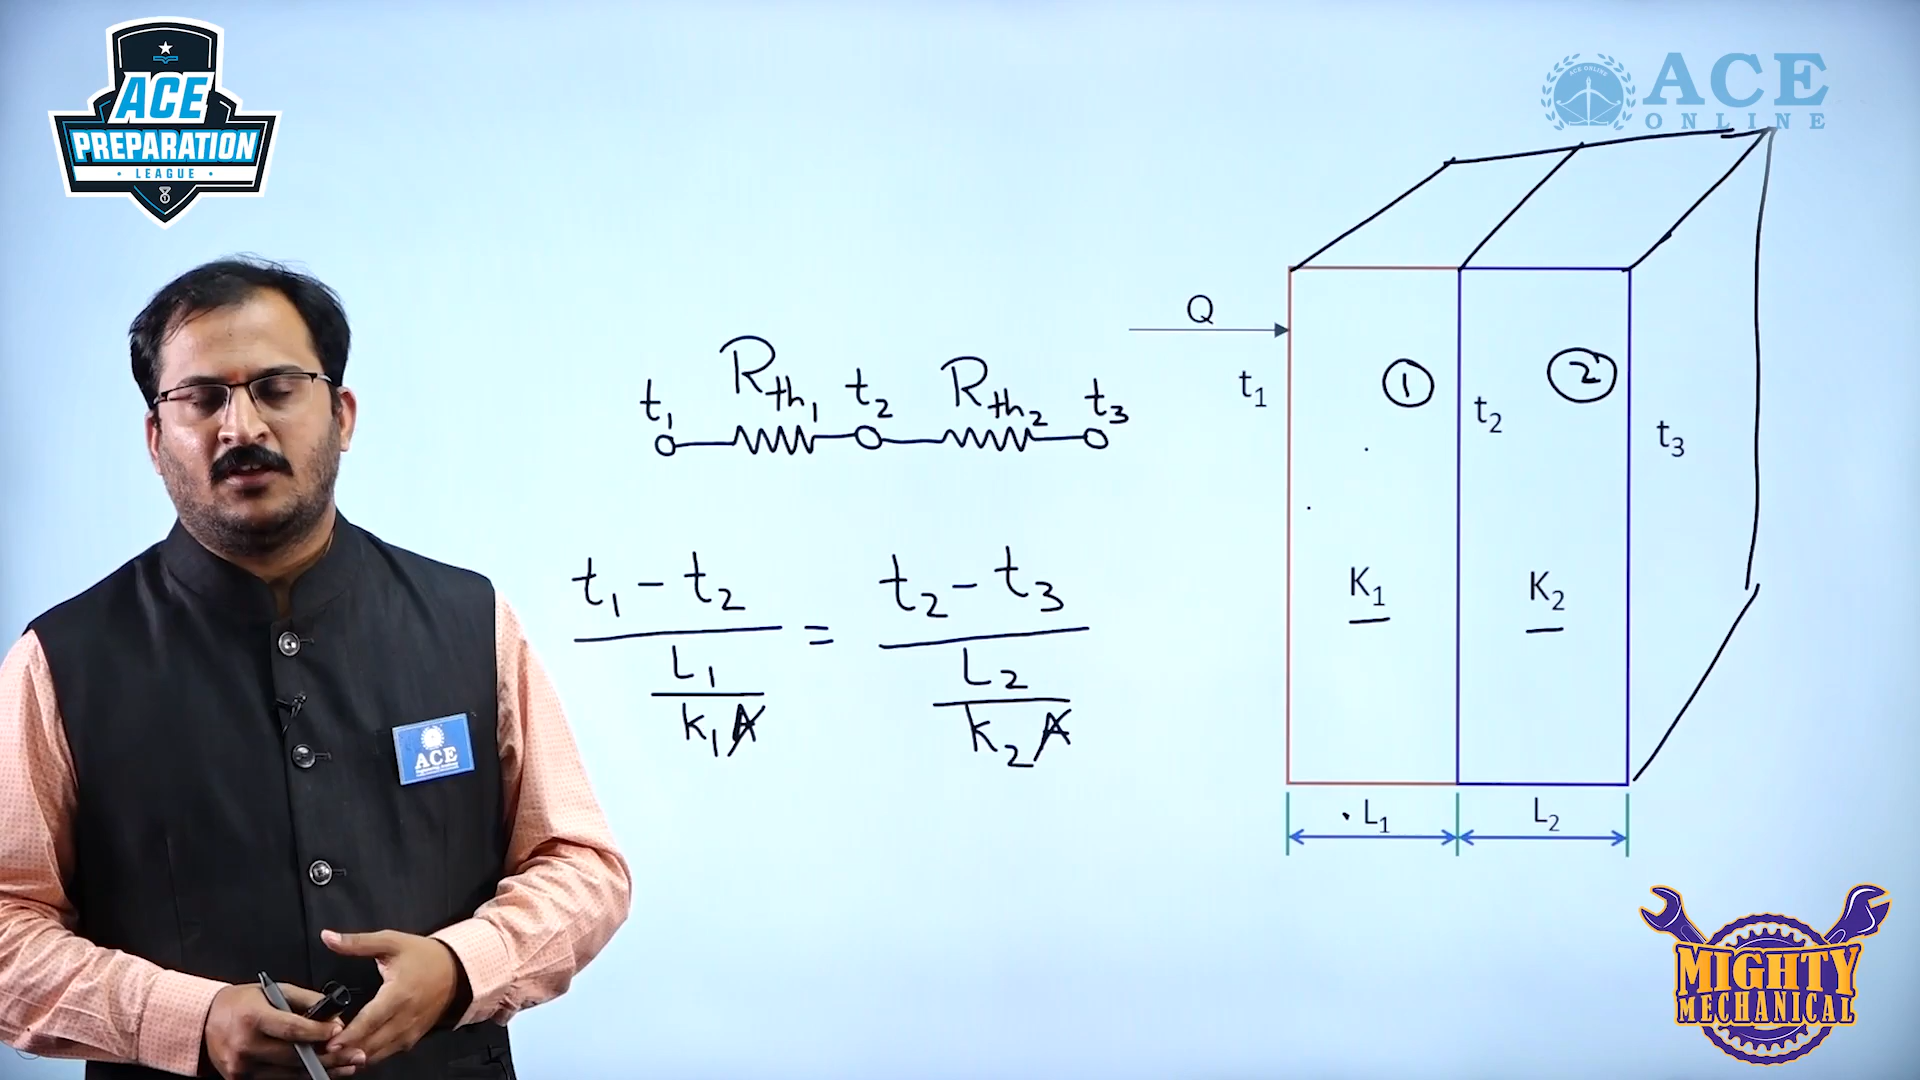 ACE
PREPARATION
• LEAGUE •
ACE
ONLINE
Q
t₁
1
t₂
2
t₃
Rth₁
Rth₂
t₁
t₂
t₃
t₁ - t₂ = t₂ - t₃
L₁
L₂
k₁A
k₂A
K₁
K₂
L₁
L₂
ACE
MIGHTY
MECHANICAL